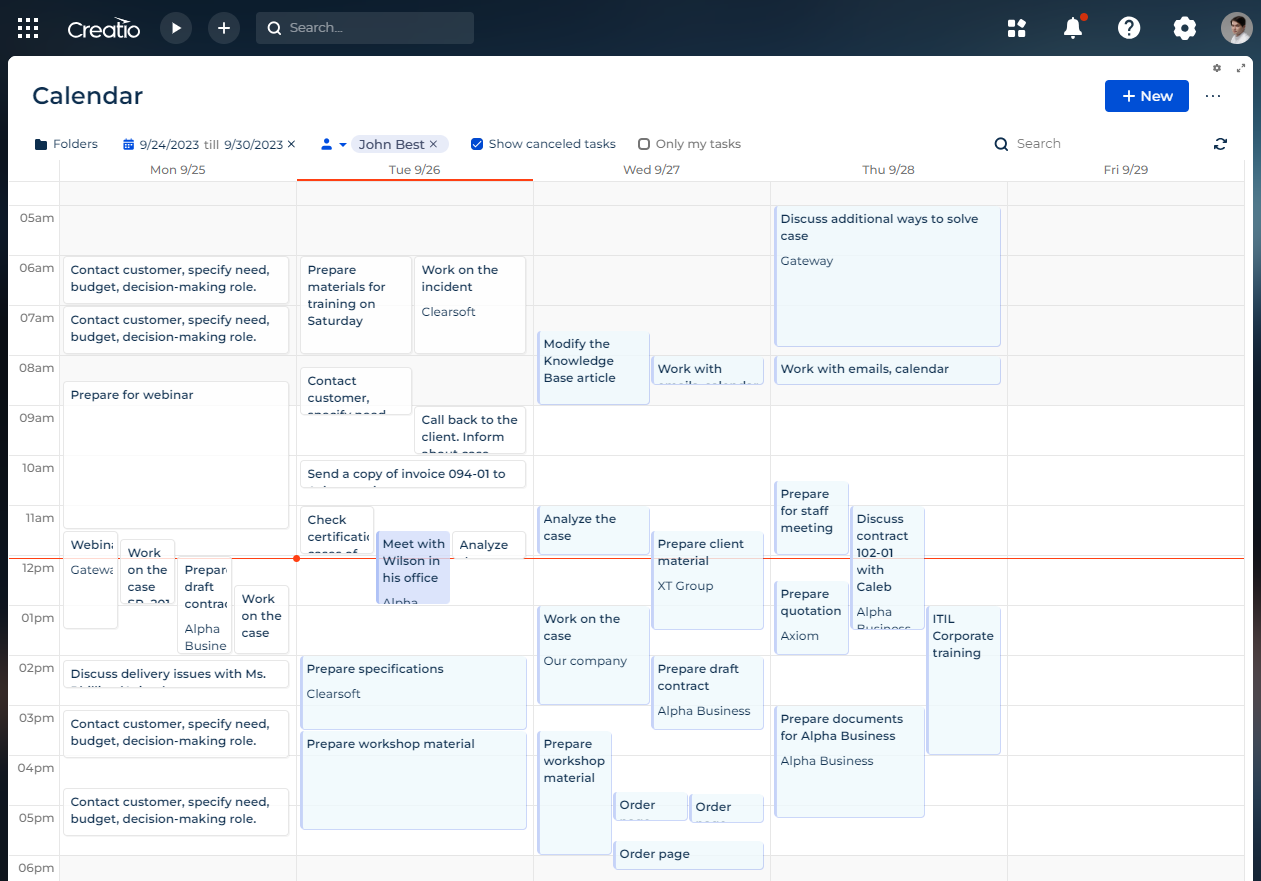 Creatio
Search...
Calendar
+ New
Folders
9/24/2023 till 9/30/2023 ×
John Best ×
Show canceled tasks
Only my tasks
Search
Mon 9/25
Tue 9/26
Wed 9/27
Thu 9/28
Fri 9/29
05am
06am
07am
08am
09am
10am
11am
12pm
01pm
02pm
03pm
04pm
05pm
06pm
Contact customer, specify need,
budget, decision-making role.
Contact customer, specify need,
budget, decision-making role.
Prepare for webinar
Work
on the
case
Alpha
Work
on the
case
Discuss delivery issues with Ms.
Contact customer, specify need,
budget, decision-making role.
Contact customer, specify need,
budget, decision-making role.
Prepare
materials for
training on
Saturday
Work on the
incident
Clearsoft
Contact
customer,
specify need
Call back to the
client. Inform
about case
Send a copy of invoice 094-01 to
Check
Meet with
Wilson in
his office
Alpha
Analyze
Prepare specifications
Clearsoft
Prepare workshop material
Modify the
Knowledge
Base article
Work with
emails, calendar
Analyze the
case
Prepare client
material
XT Group
Work on the
case
Our company
Prepare draft
contract
Alpha Business
Prepare
workshop
material
Order
page
Order
page
Order page
Discuss additional ways to solve
case
Gateway
Work with emails, calendar
Prepare
for staff
meeting
Discuss
contract
102-01
with
Caleb
Alpha
Business
Prepare
quotation
Axiom
ITIL
Corporate
training
Prepare documents
for Alpha Business
Alpha Business